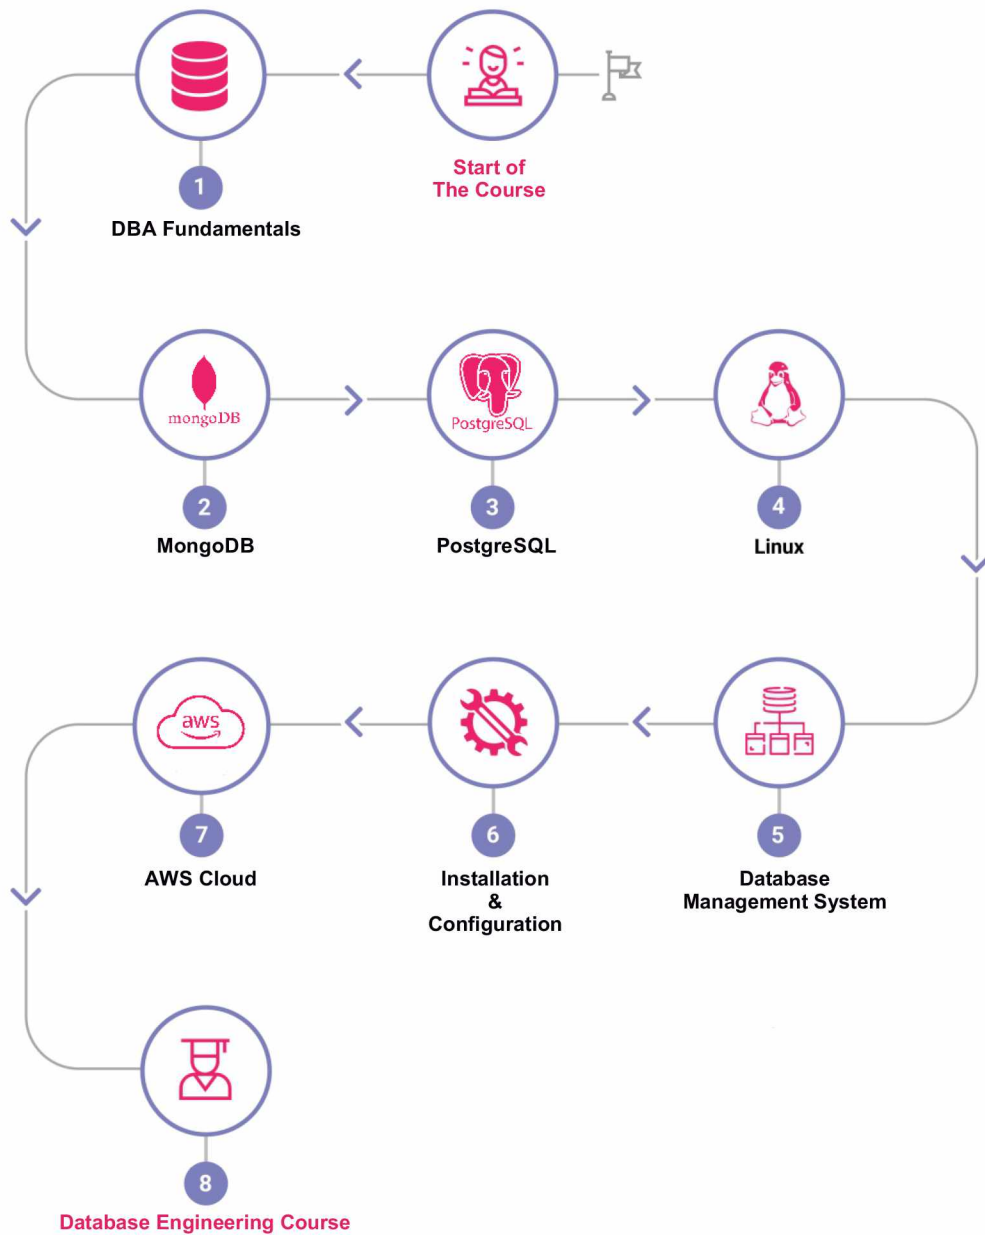 Start of
The Course
1
DBA Fundamentals
mongoDB
2
MongoDB
PostgreSQL
3
PostgreSQL
4
Linux
5
Database
Management System
6
Installation
&
Configuration
aws
7
AWS Cloud
8
Database Engineering Course